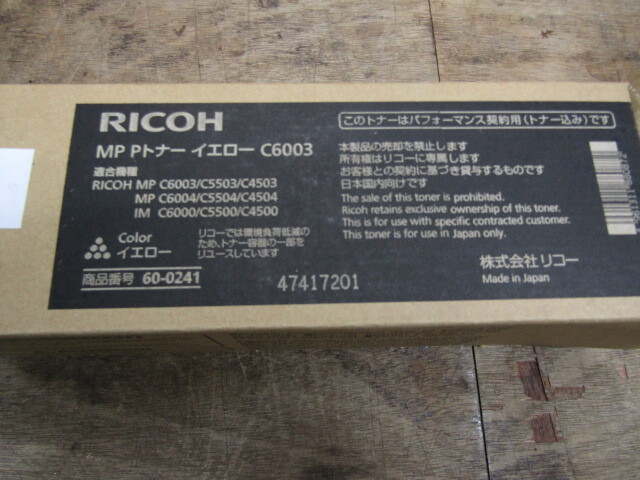 RICOH
MP Pトナー イエロー C6003
適合機種
RICOH MP C6003/C5503/C4503
MP C6004/C5504/C4504
IM C6000/C5500/C4500
Color
イエロー
リコーでは環境負荷低減の
ため、トナー容器の一部を
リユースしています
商品番号 60-0241
47417201
このトナーはパフォーマンス契約用(トナー込み)です
本製品の売却を禁止します
所有権はリコーに専属します
お客様との契約に基づき貸与するものです
日本国内向けです
The sale of this toner is prohibited.
Ricoh retains exclusive ownership of this toner.
This is for use with specific contracted customer.
This toner is for use in Japan only.
株式会社リコー
Made in Japan